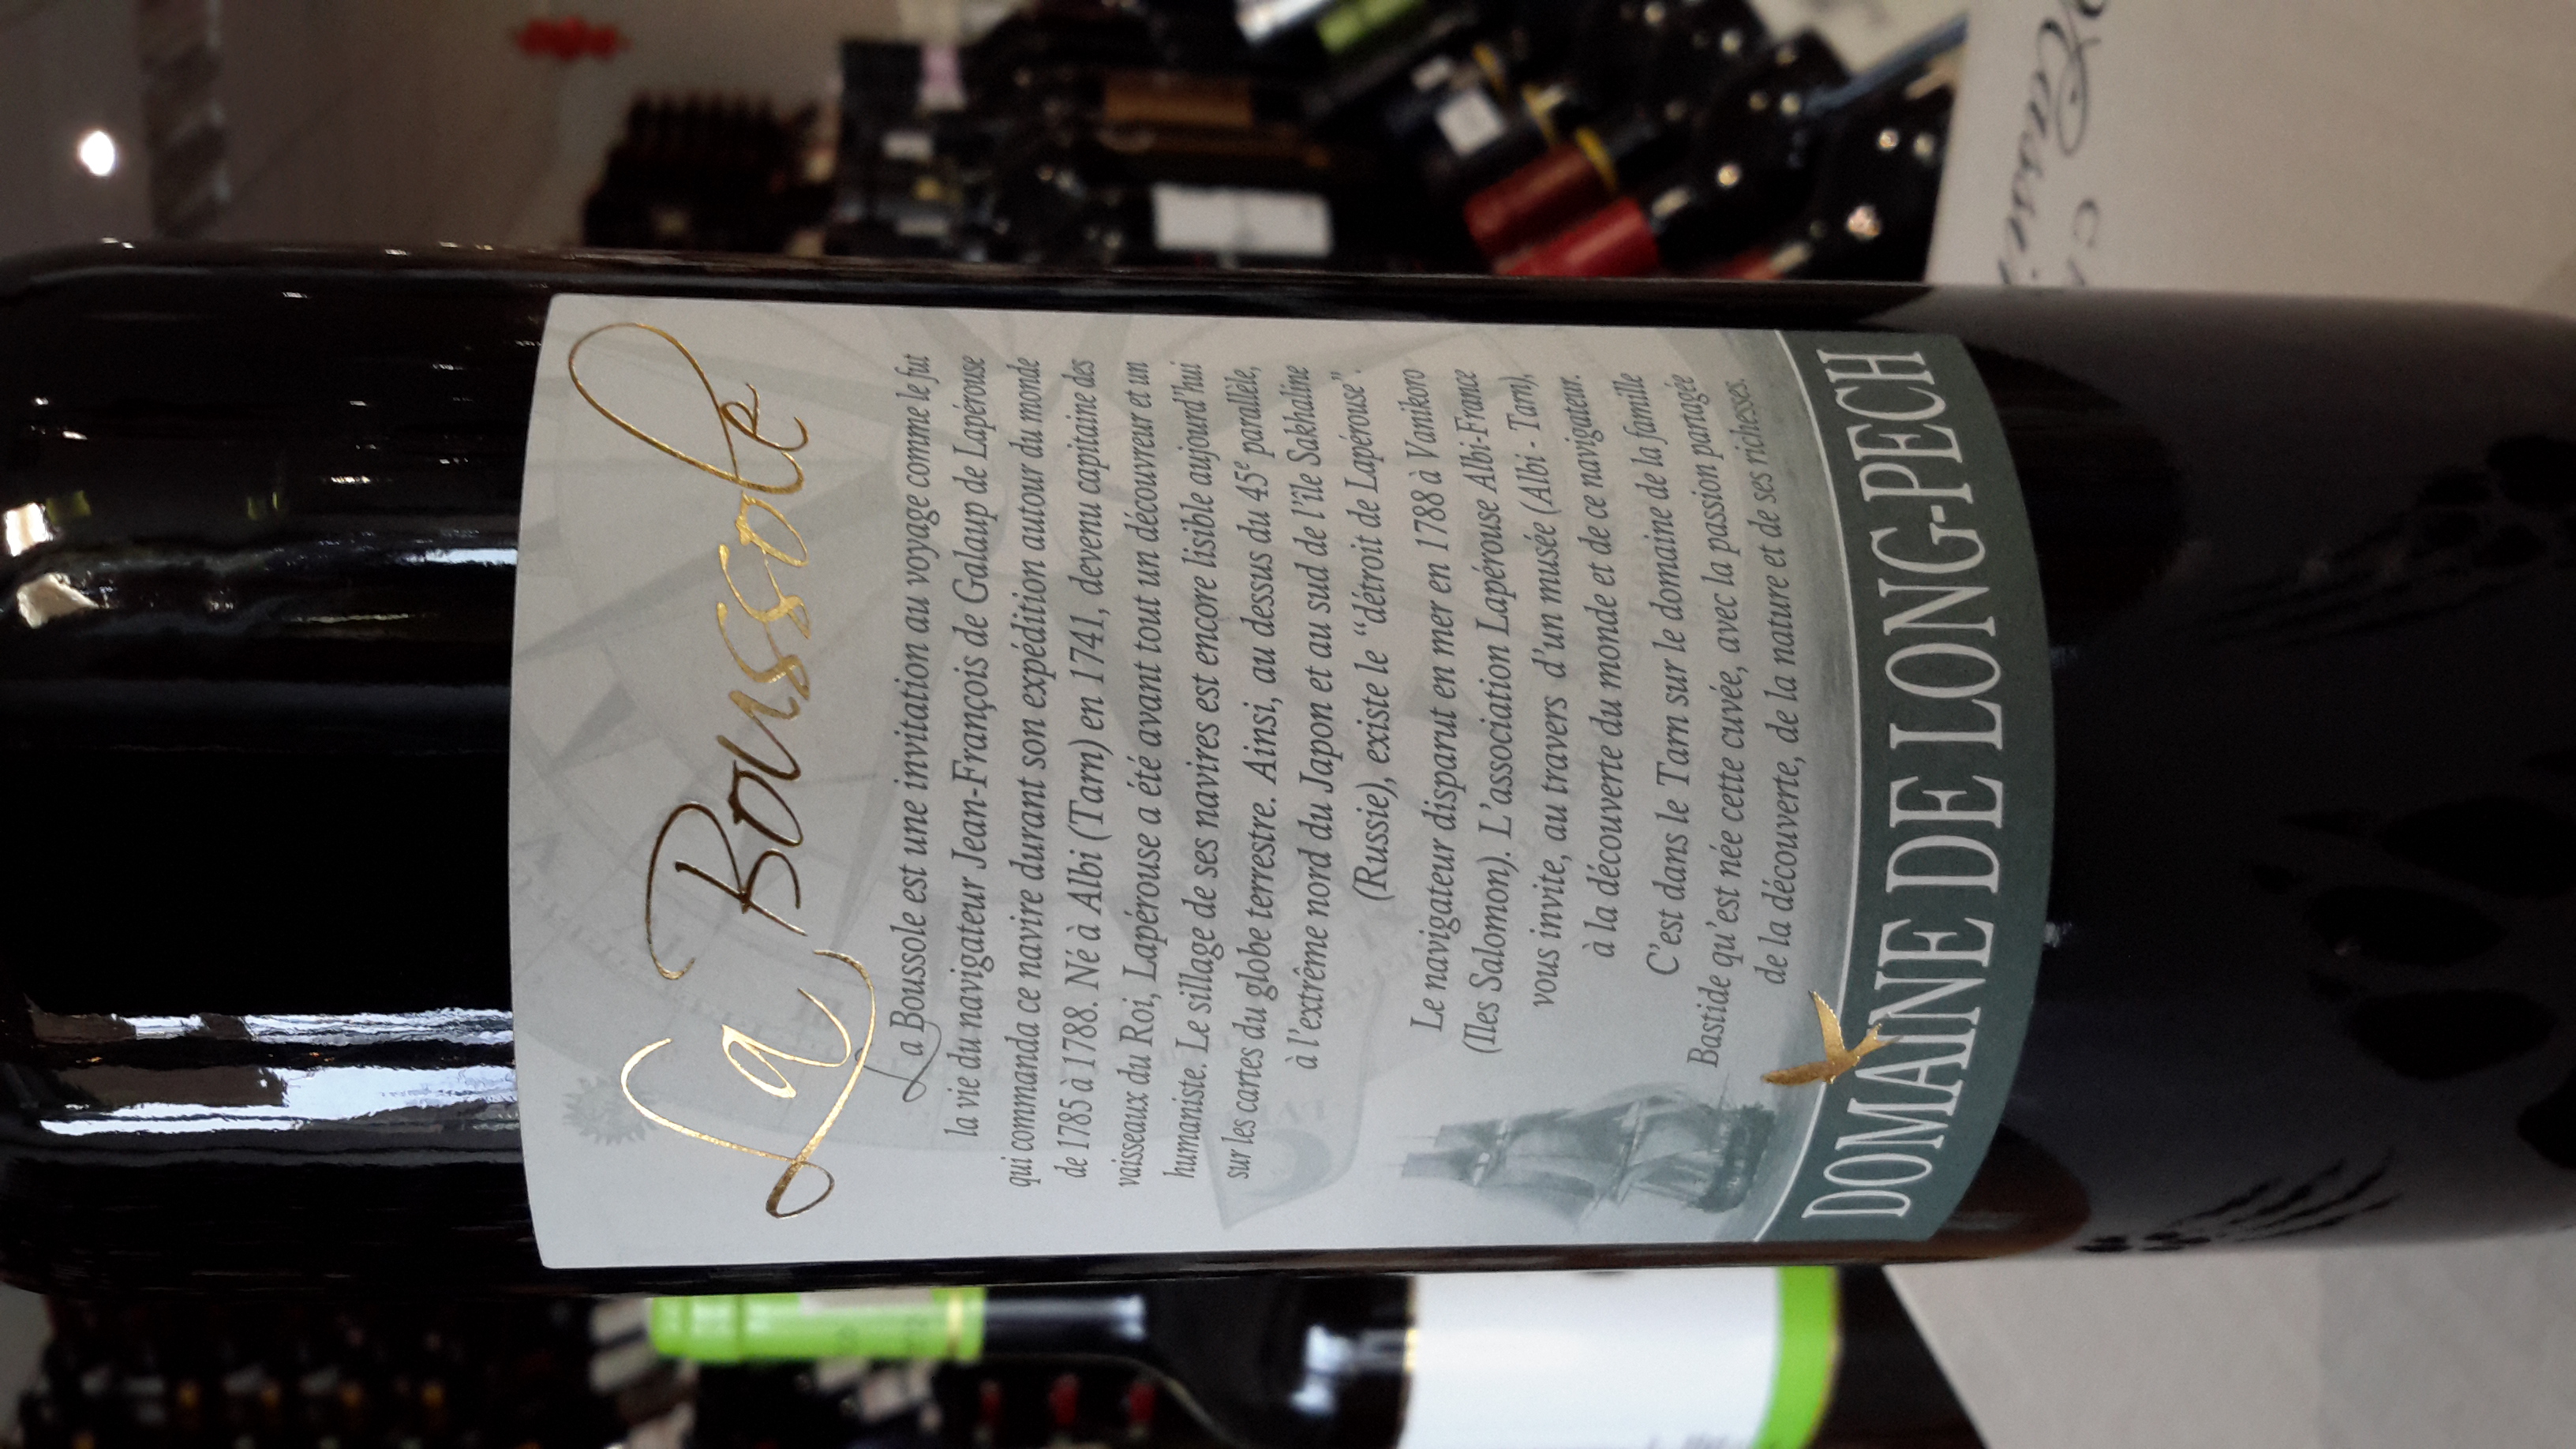 La Boussole
La Boussole est une invitation au voyage comme le fut
la vie du navigateur Jean-François de Galaup de Lapérouse
qui commanda ce navire durant son expédition autour du monde
de 1785 à 1788. Né à Albi (Tarn) en 1741, devenu capitaine des
vaisseaux du Roi, Lapérouse a été avant tout un découvreur et un
humaniste. Le sillage de ses navires est encore lisible aujourd'hui
sur les cartes du globe terrestre. Ainsi, au dessus du 45e parallèle,
à l'extrême nord du Japon et au sud de l'île Sakhaline
(Russie), existe le “détroit de Lapérouse”.
Le navigateur disparut en mer en 1788 à Vanikoro
(Iles Salomon). L'association Lapérouse Albi-France
vous invite, au travers d'un musée (Albi - Tarn),
à la découverte du monde et de ce navigateur.
C'est dans le Tarn sur le domaine de la famille
Bastide qu'est née cette cuvée, avec la passion partagée
de la découverte, de la nature et de ses richesses.
DOMAINE DE LONG-PECH